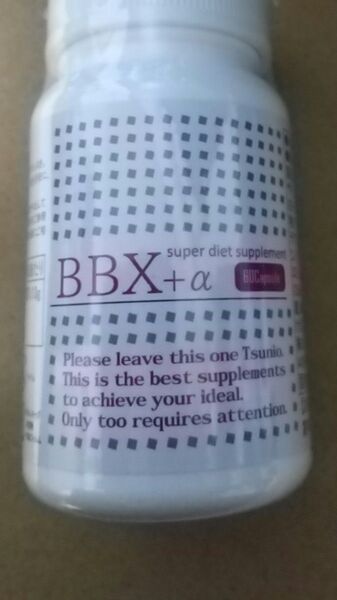 super diet supplement
BBX+α 60Capsule
Please leave this one Tsunio.
This is the best supplements
to achieve your ideal.
Only too requires attention.